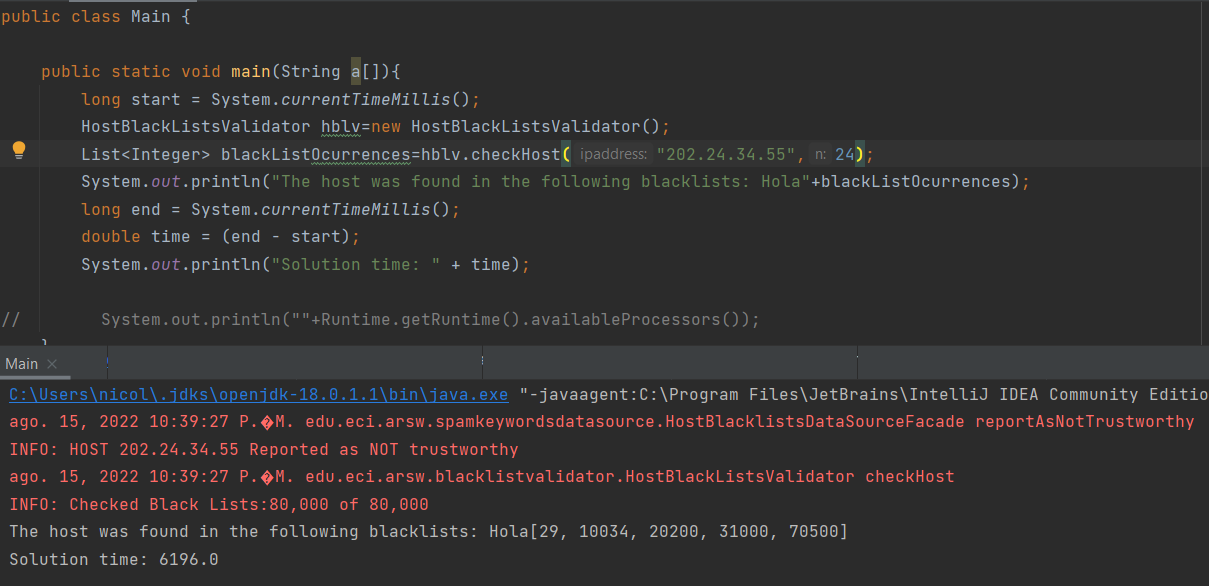 public class Main {
public static void main(String a[]){
long start = System.currentTimeMillis();
HostBlackListsValidator hblv=new HostBlackListsValidator();
List<Integer> blackListOcurrences=hblv.checkHost( ipaddress: "202.24.34.55", n: 24);
System.out.println("The host was found in the following blacklists: Hola"+blackListOcurrences);
long end = System.currentTimeMillis();
double time = (end - start);
System.out.println("Solution time: " + time);
// System.out.println(""+Runtime.getRuntime().availableProcessors());
}
Main ×
C:\Users\nicol\.jdks\openjdk-18.0.1.1\bin\java.exe "-javaagent:C:\Program Files\JetBrains\IntelliJ IDEA Community Editio
ago. 15, 2022 10:39:27 P.�M. edu.eci.arsw.spamkeywordsdatasource.HostBlacklistsDataSourceFacade reportAsNotTrustworthy
INFO: HOST 202.24.34.55 Reported as NOT trustworthy
ago. 15, 2022 10:39:27 P.�M. edu.eci.arsw.blacklistvalidator.HostBlackListsValidator checkHost
INFO: Checked Black Lists:80,000 of 80,000
The host was found in the following blacklists: Hola[29, 10034, 20200, 31000, 70500]
Solution time: 6196.0